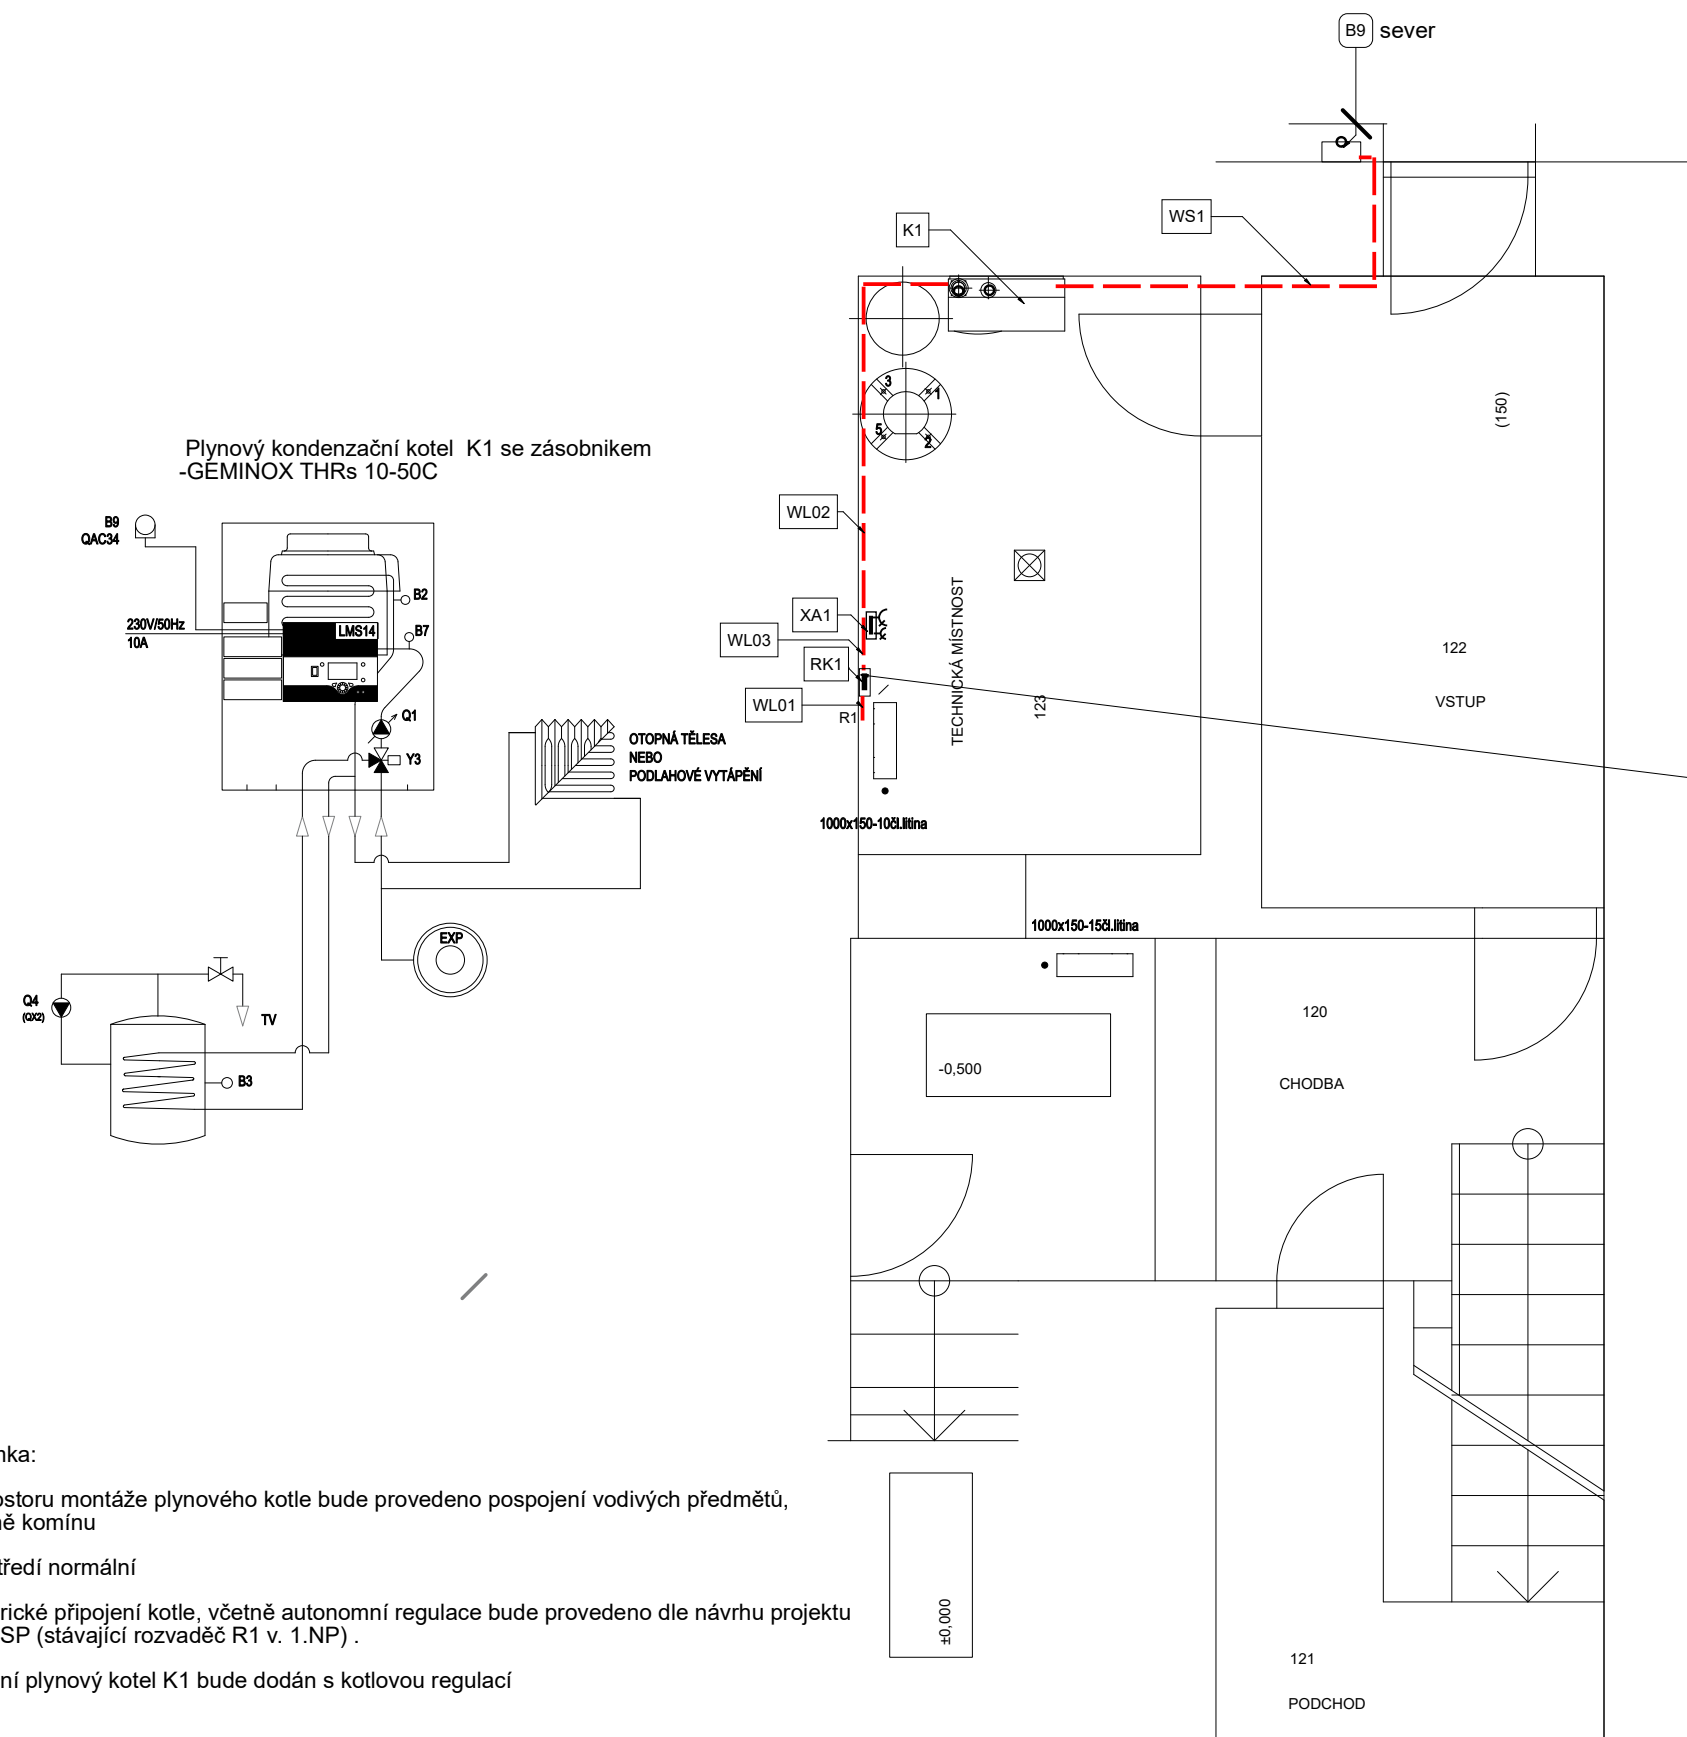 B9 sever
WS1
K1
Plynový kondenzační kotel K1 se zásobnikem
-GEMINOX THRs 10-50C
B9
QAC34
B2
230V/50Hz
10A
LMS14
B7
Q1
Y3
OTOPNÁ TĚLESA
NEBO
PODLAHOVÉ VYTÁPĚNÍ
EXP
Q4
(QX2)
TV
B3
3
1
5
2
(150)
WL02
XA1
WL03
RK1
WL01
R1
TECHNICKÁ MÍSTNOST
123
122
VSTUP
1000x150-10čl.litina
1000x150-15čl.litina
-0,500
120
CHODBA
±0,000
121
PODCHOD
nka:
ostoru montáže plynového kotle bude provedeno pospojení vodivých předmětů,
ně komínu
tředí normální
rické připojení kotle, včetně autonomní regulace bude provedeno dle návrhu projektu
SP (stávající rozvaděč R1 v. 1.NP) .
ní plynový kotel K1 bude dodán s kotlovou regulací